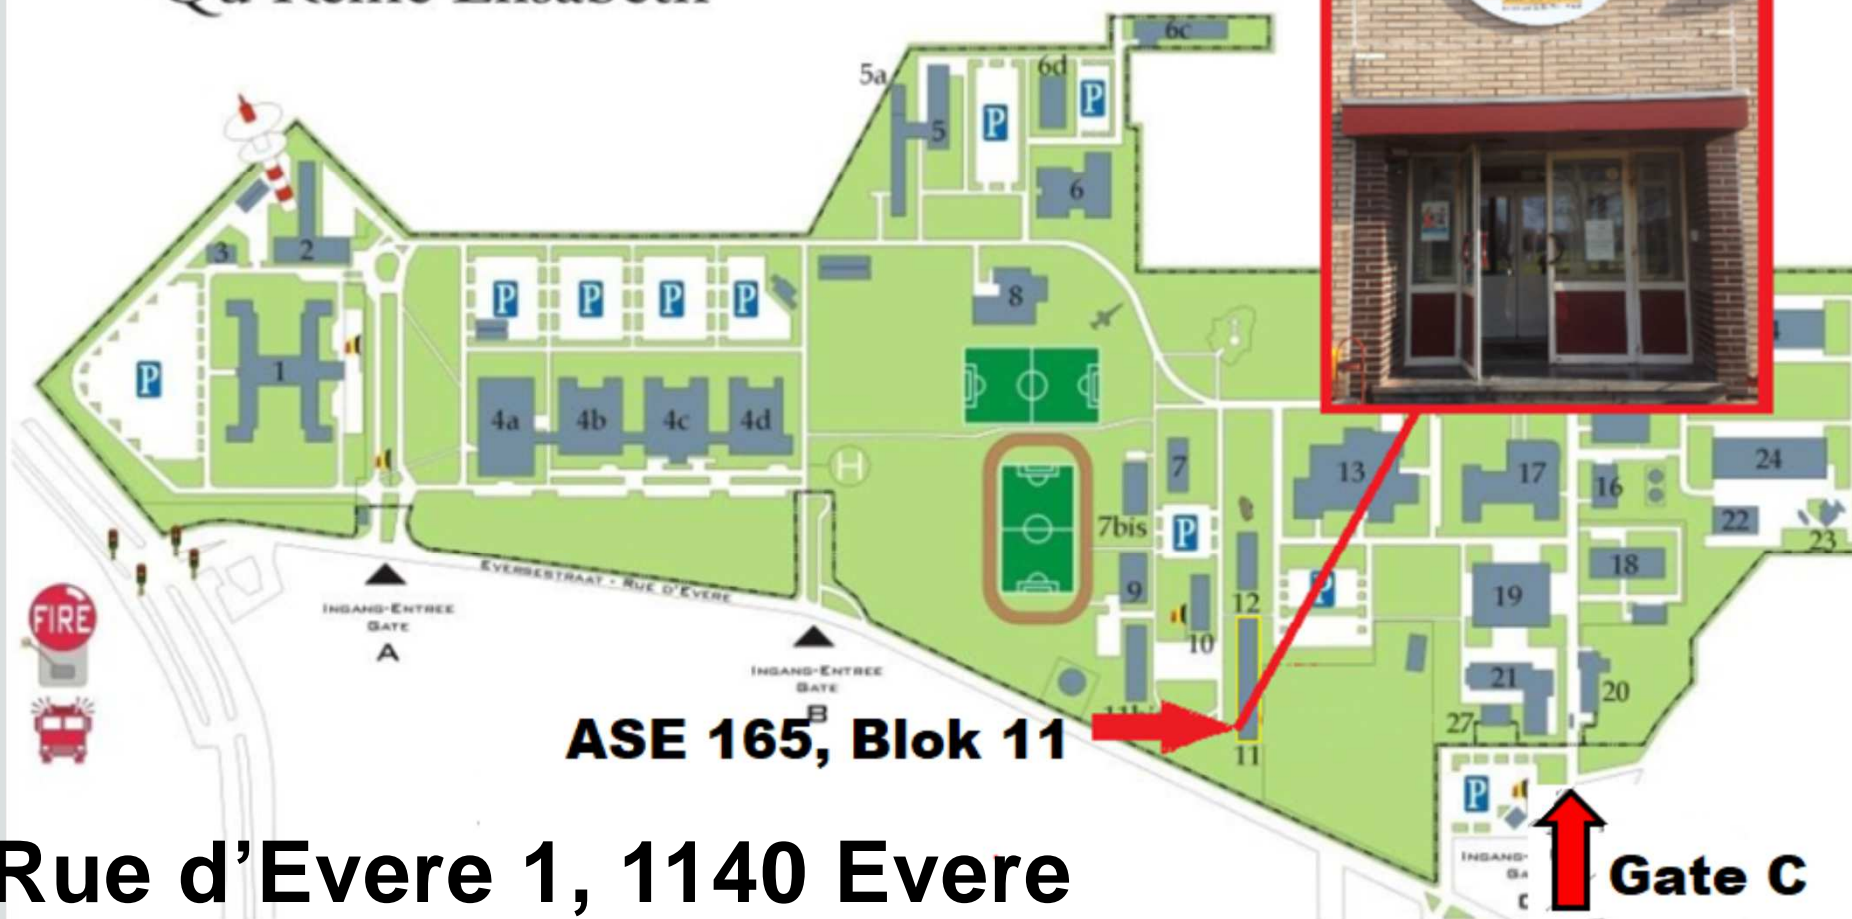 Qu Reine Elisabeth
6c
5a
6d
P
P
5
6
3
2
8
P
P
P
P
P
1
4a
4b
4c
4d
H
7
13
17
16
24
22
23
7bis
P
9
10
12
P
19
18
EVERSESTRAAT - RUE D'EVERE
FIRE
INGANG-ENTREE
GATE
A
INGANG-ENTREE
GATE
B
21
20
27
ASE 165, Blok 11
11
P
INGANG-
Rue d'Evere 1, 1140 Evere
Gate C